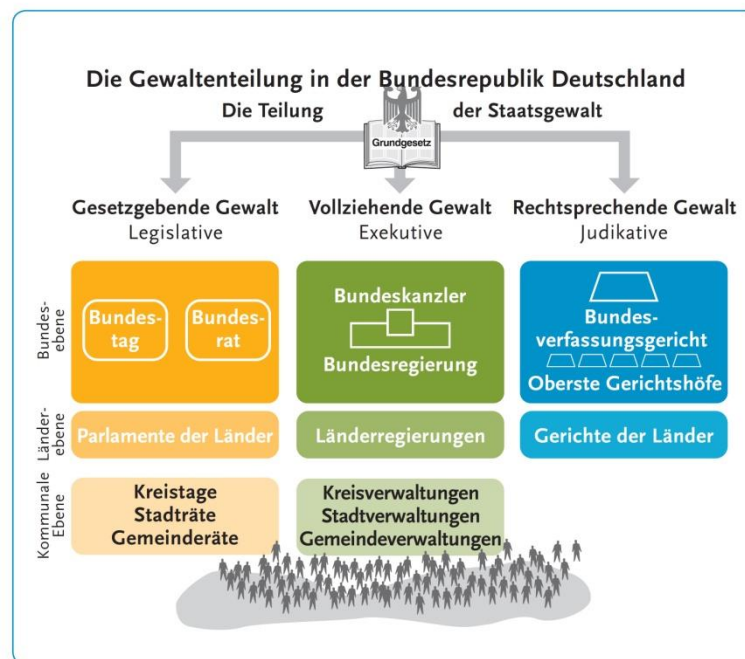 Die Gewaltenteilung in der Bundesrepublik Deutschland
Die Teilung der Staatsgewalt
Grundgesetz
Gesetzgebende Gewalt
Legislative
Vollziehende Gewalt
Exekutive
Rechtsprechende Gewalt
Judikative
Bundes-
ebene
Bundes-
tag
Bundes-
rat
Bundeskanzler
Bundesregierung
Bundes-
verfassungsgericht
Oberste Gerichtshöfe
Länder-
ebene
Parlamente der Länder
Länderregierungen
Gerichte der Länder
Kommunale
Ebene
Kreistage
Stadträte
Gemeinderäte
Kreisverwaltungen
Stadtverwaltungen
Gemeindeverwaltungen